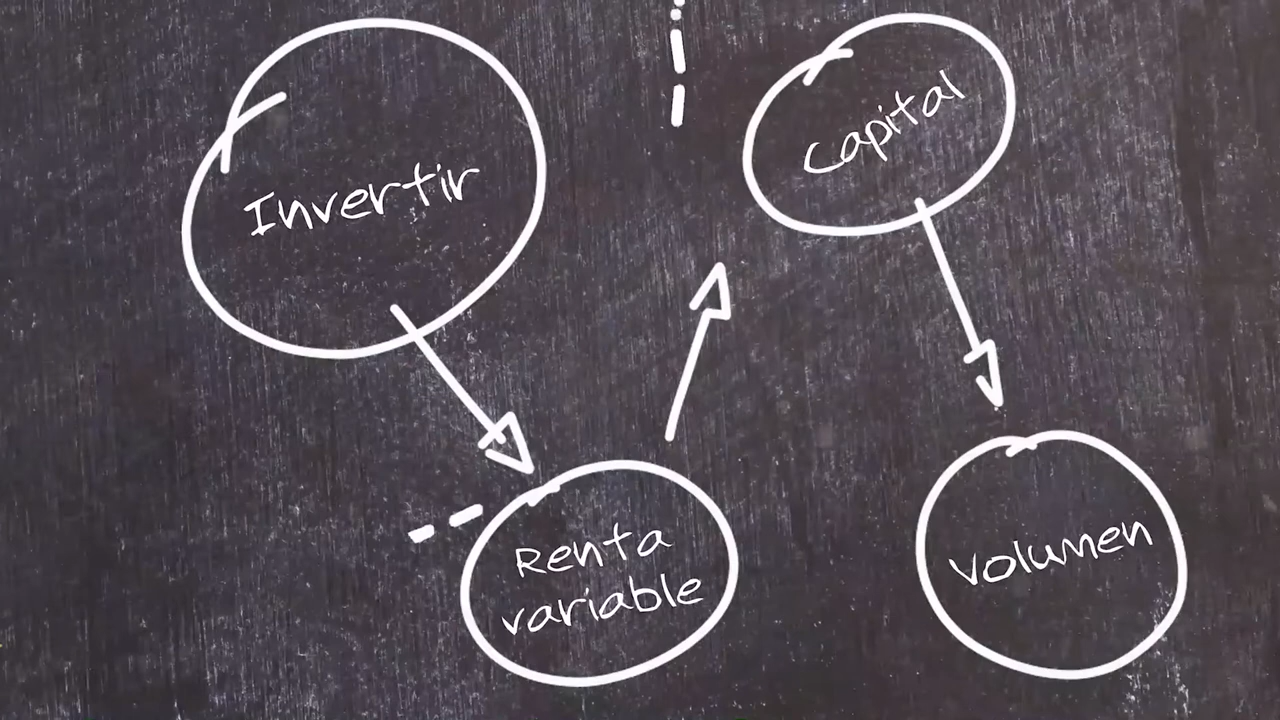 Invertir
Capital
Renta
variable
Volumen